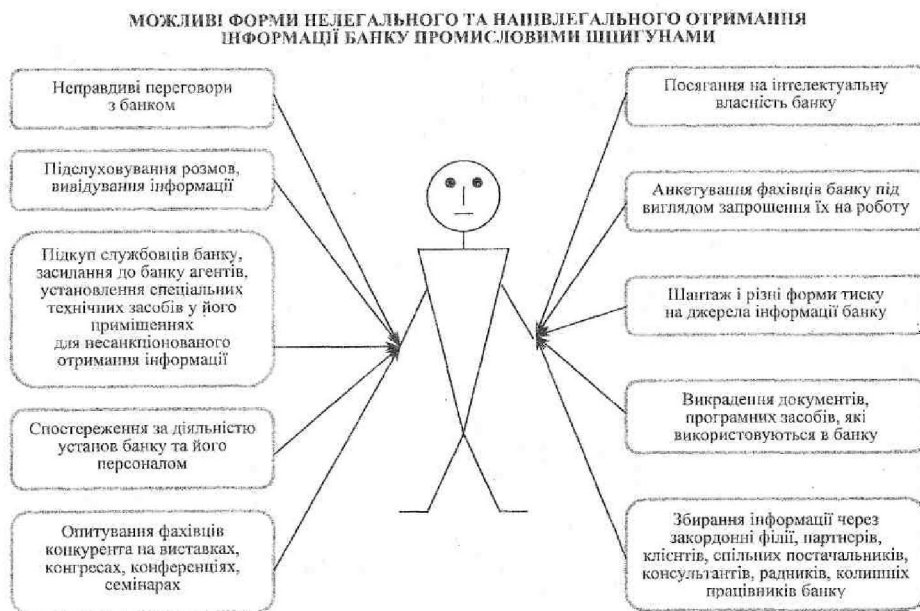 МОЖЛИВІ ФОРМИ НЕЛЕГАЛЬНОГО ТА НАПІВЛЕГАЛЬНОГО ОТРИМАННЯ
ІНФОРМАЦІЇ БАНКУ ПРОМИСЛОВИМИ ШПИГУНАМИ
Неправдиві переговори
з банком
Підслуховування розмов,
вивідування інформації
Підкуп службовців банку,
засилання до банку агентів,
установлення спеціальних
технічних засобів у його
приміщеннях
для несанкціонованого
отримання інформації
Спостереження за діяльністю
установ банку та його
персоналом
Опитування фахівців
конкурента на виставках,
конгресах, конференціях,
семінарах
Посягання на інтелектуальну
власність банку
Анкетування фахівців банку під
виглядом запрошення їх на роботу
Шантаж і різні форми тиску
на джерела інформації банку
Викрадення документів,
програмних засобів, які
використовуються в банку
Збирання інформації через
закордонні філії, партнерів,
клієнтів, спільних постачальників,
консультантів, радників, колишніх
працівників банку